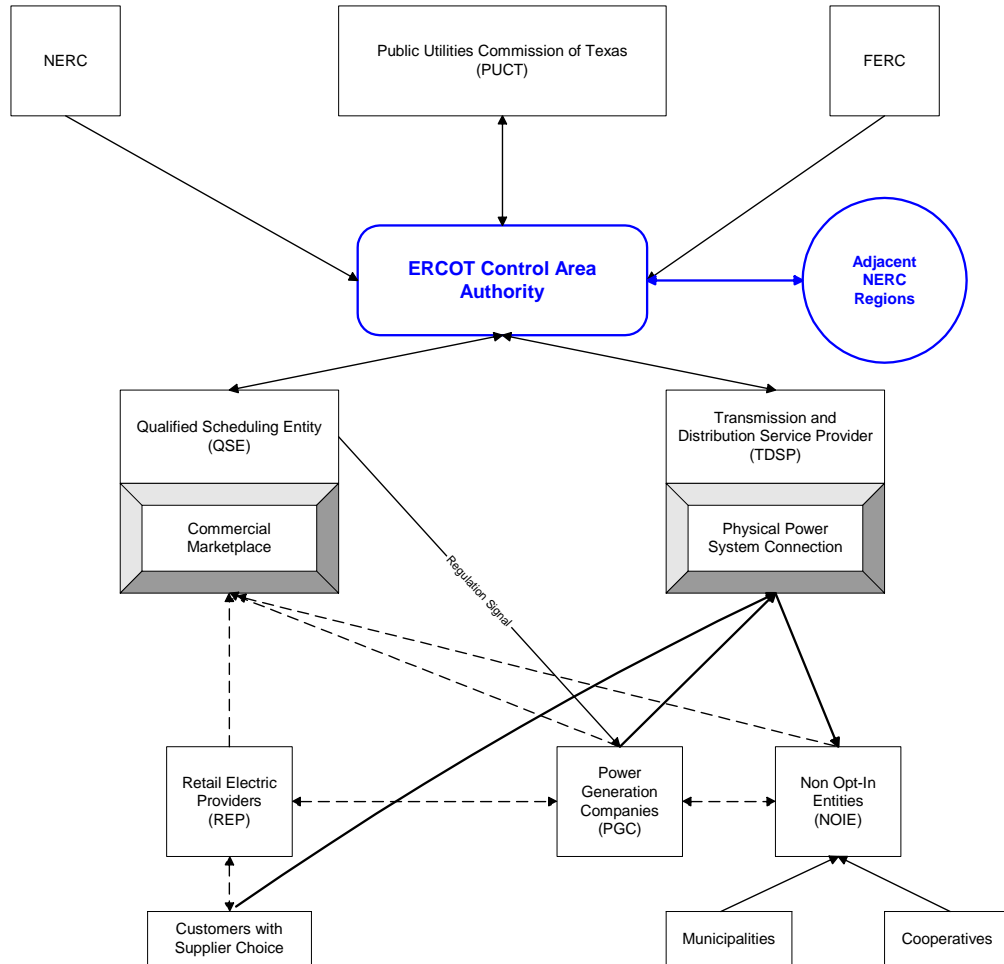 NERC
Public Utilities Commission of Texas
(PUCT)
FERC
ERCOT Control Area
Authority
Adjacent
NERC
Regions
Qualified Scheduling Entity
(QSE)
Transmission and
Distribution Service Provider
(TDSP)
Commercial
Marketplace
Physical Power
System Connection
Regulation Signal
Retail Electric
Providers
(REP)
Power
Generation
Companies
(PGC)
Non Opt-In
Entities
(NOIE)
Customers with
Supplier Choice
Municipalities
Cooperatives